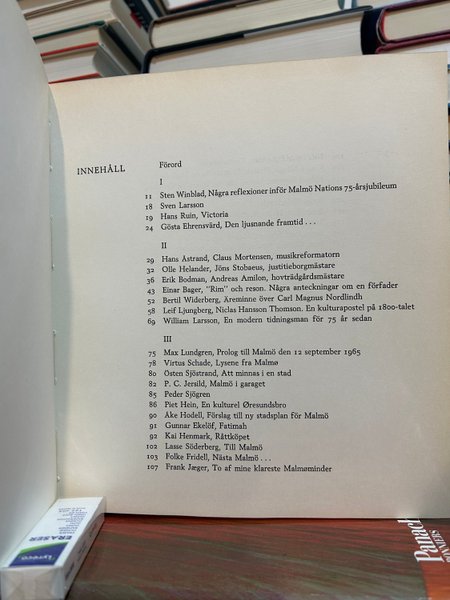 INNEHÅLL
Förord
I
11 Sten Winblad, Några reflexioner inför Malmö Nations 75-årsjubileum
18 Sven Larsson
19 Hans Ruin, Victoria
24 Gösta Ehrensvärd, Den ljusnande framtid . . .
II
29 Hans Åstrand, Claus Mortensen, musikreformatorn
32 Olle Helander, Jöns Stobaeus, justitieborgmästare
36 Erik Bodman, Andreas Amilon, hovträdgårdsmästare
43 Einar Bager, "Rim" och reson. Några anteckningar om en förfader
52 Bertil Widerberg, Äreminne över Carl Magnus Nordlindh
58 Leif Ljungberg, Niclas Hansson Thomson. En kulturapostel på 1800-talet
69 William Larsson, En modern tidningsman för 75 år sedan
III
75 Max Lundgren, Prolog till Malmö den 12 september 1965
78 Virtus Schade, Lysene fra Malmø
80 Östen Sjöstrand, Att minnas i en stad
82 P. C. Jersild, Malmö i garaget
85 Peder Sjögren
86 Piet Hein, En kulturel Øresundsbro
90 Åke Hodell, Förslag till ny stadsplan för Malmö
91 Gunnar Ekelöf, Fatimah
92 Kai Henmark, Råttköpet
102 Lasse Söderberg, Till Malmö
103 Folke Fridell, Nästa Malmö . . .
107 Frank Jæger, To af mine klareste Malmøminder
Lyreco
ERASER
Panache
BONNIERS